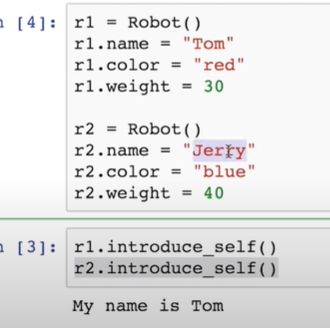 n [4]:
r1 = Robot()
r1.name = "Tom"
r1.color = "red"
r1.weight = 30
r2 = Robot()
r2.name = "Jerry"
r2.color = "blue"
r2.weight = 40
n [3]:
r1.introduce_self()
r2.introduce_self()
My name is Tom